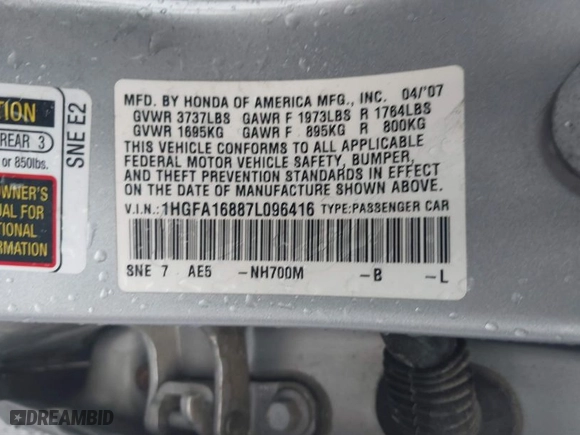 MFD. BY HONDA OF AMERICA MFG., INC. 04/'07
GVWR 3737LBS GAWR F 1973LBS R 1764LBS
GVWR 1695KG GAWR F 895KG R 800KG
THIS VEHICLE CONFORMS TO ALL APPLICABLE
FEDERAL MOTOR VEHICLE SAFETY, BUMPER,
AND THEFT PREVENTION STANDARDS IN EFFECT
ON THE DATE OF MANUFACTURE SHOWN ABOVE.
V.I.N.: 1HGFA16887L096416 TYPE:PASSENGER CAR
SNE 7 AE5 -NH700M -B -L
SNE E2
TION
REAR 3
or 850lbs.
OWNER'S
UAL FOR
TIONAL
RMATION
DREAMBID